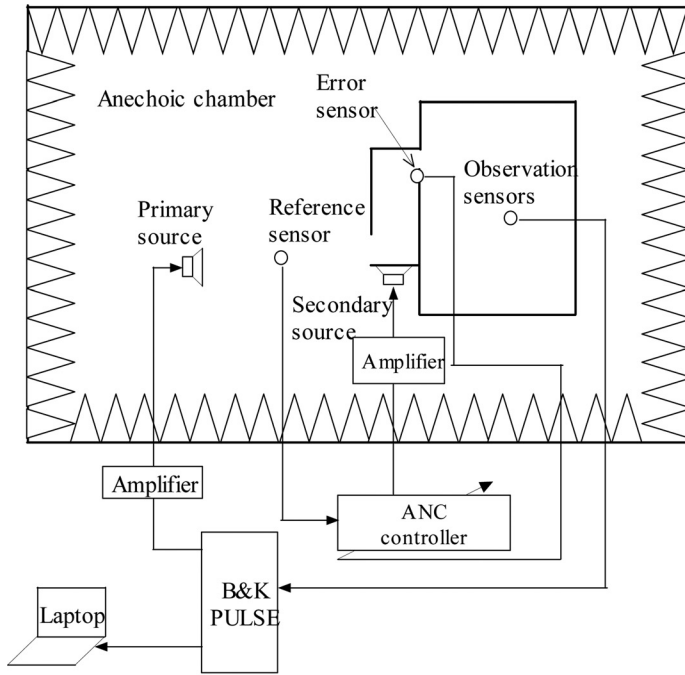 Error
sensor
Anechoic chamber
Observation
sensors
Primary
source
Reference
sensor
Secondary
source
Amplifier
Amplifier
ANC
controller
B&K
PULSE
Laptop